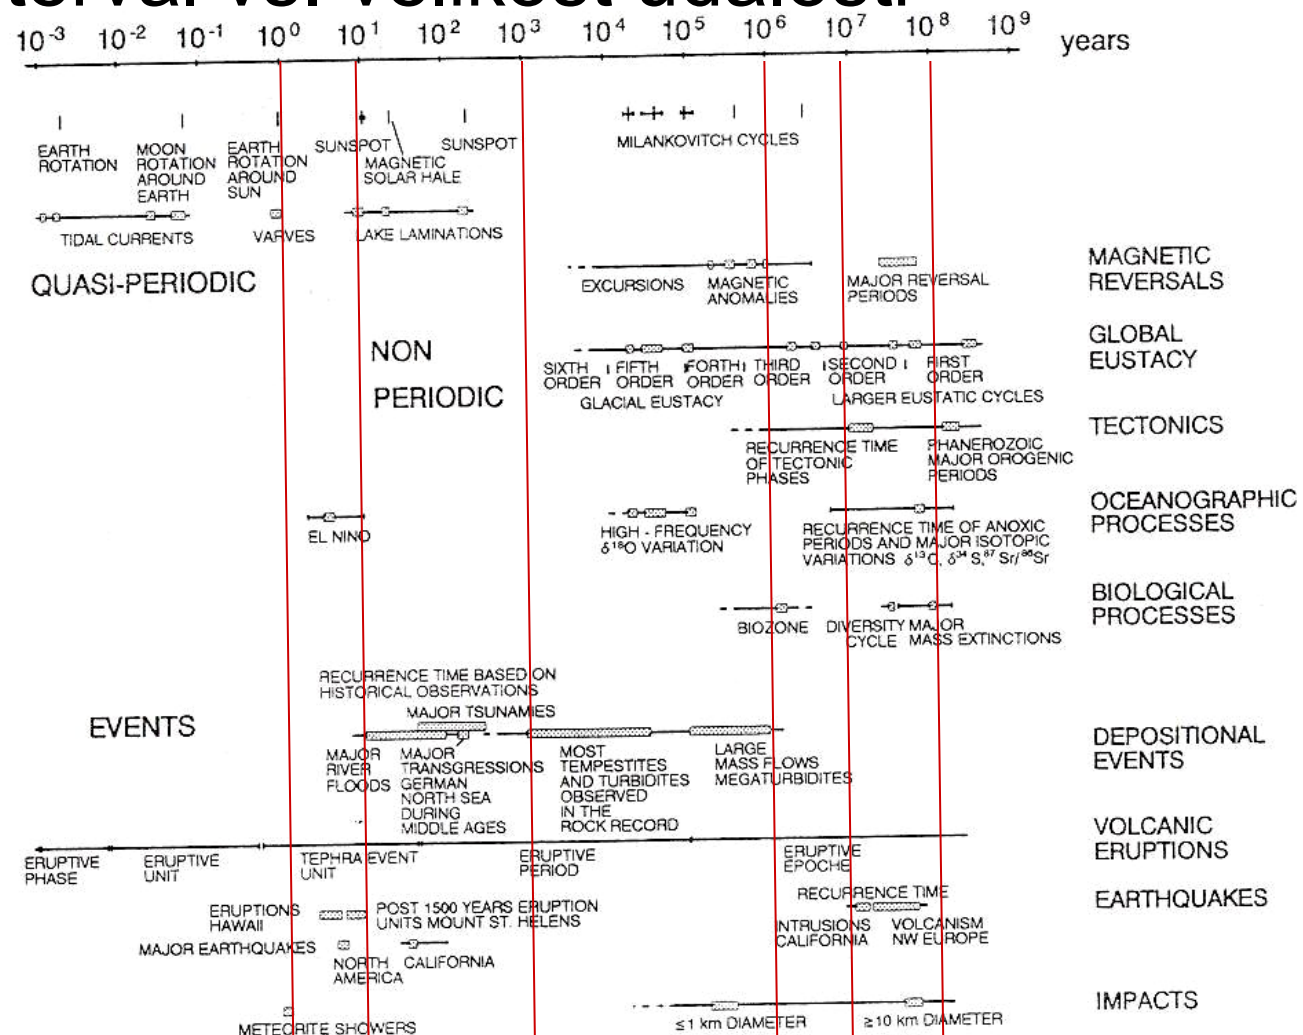 10⁻³ 10⁻² 10⁻¹ 10⁰ 10¹ 10² 10³ 10⁴ 10⁵ 10⁶ 10⁷ 10⁸ 10⁹ years
EARTH
ROTATION
MOON
ROTATION
AROUND
EARTH
EARTH
ROTATION
AROUND
SUN
SUNSPOT
MAGNETIC
SOLAR HALE
SUNSPOT
MILANKOVITCH CYCLES
TIDAL CURRENTS
VARVES
LAKE LAMINATIONS
QUASI-PERIODIC
EXCURSIONS
MAGNETIC
ANOMALIES
MAJOR REVERSAL
PERIODS
MAGNETIC
REVERSALS
NON
PERIODIC
SIXTH
ORDER
FIFTH
ORDER
FORTH
ORDER
THIRD
ORDER
SECOND
ORDER
FIRST
ORDER
GLACIAL EUSTACY
LARGER EUSTATIC CYCLES
GLOBAL
EUSTACY
RECURRENCE TIME
OF TECTONIC
PHASES
PHANEROZOIC
MAJOR OROGENIC
PERIODS
TECTONICS
EL NINO
HIGH - FREQUENCY
δ¹⁸O VARIATION
RECURRENCE TIME OF ANOXIC
PERIODS AND MAJOR ISOTOPIC
VARIATIONS δ¹³C, δ³⁴S, ⁸⁷Sr/⁸⁶Sr
OCEANOGRAPHIC
PROCESSES
BIOZONE
DIVERSITY
CYCLE
MAJOR
MASS EXTINCTIONS
BIOLOGICAL
PROCESSES
RECURRENCE TIME BASED ON
HISTORICAL OBSERVATIONS
MAJOR TSUNAMIES
EVENTS
MAJOR
RIVER
FLOODS
MAJOR
TRANSGRESSIONS
GERMAN
NORTH SEA
DURING
MIDDLE AGES
MOST
TEMPESTITES
AND TURBIDITES
OBSERVED
IN THE
ROCK RECORD
LARGE
MASS FLOWS
MEGATURBIDITES
DEPOSITIONAL
EVENTS
ERUPTIVE
PHASE
ERUPTIVE
UNIT
TEPHRA EVENT
UNIT
ERUPTIVE
PERIOD
ERUPTIVE
EPOCHE
VOLCANIC
ERUPTIONS
ERUPTIONS
HAWAII
POST 1500 YEARS ERUPTION
UNITS MOUNT ST. HELENS
RECURRENCE TIME
INTRUSIONS
CALIFORNIA
VOLCANISM
NW EUROPE
EARTHQUAKES
MAJOR EARTHQUAKES
NORTH
AMERICA
CALIFORNIA
METEORITE SHOWERS
≤1 km DIAMETER
≥10 km DIAMETER
IMPACTS